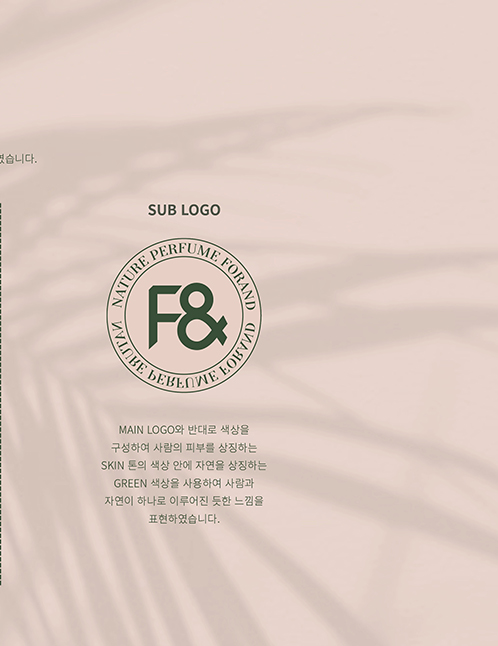 였습니다.
SUB LOGO
NATURE PERFUME FORAND
F&
NATURE PERFUME FORAND
MAIN LOGO와 반대로 색상을
구성하여 사람의 피부를 상징하는
SKIN 톤의 색상 안에 자연을 상징하는
GREEN 색상을 사용하여 사람과
자연이 하나로 이루어진 듯한 느낌을
표현하였습니다.